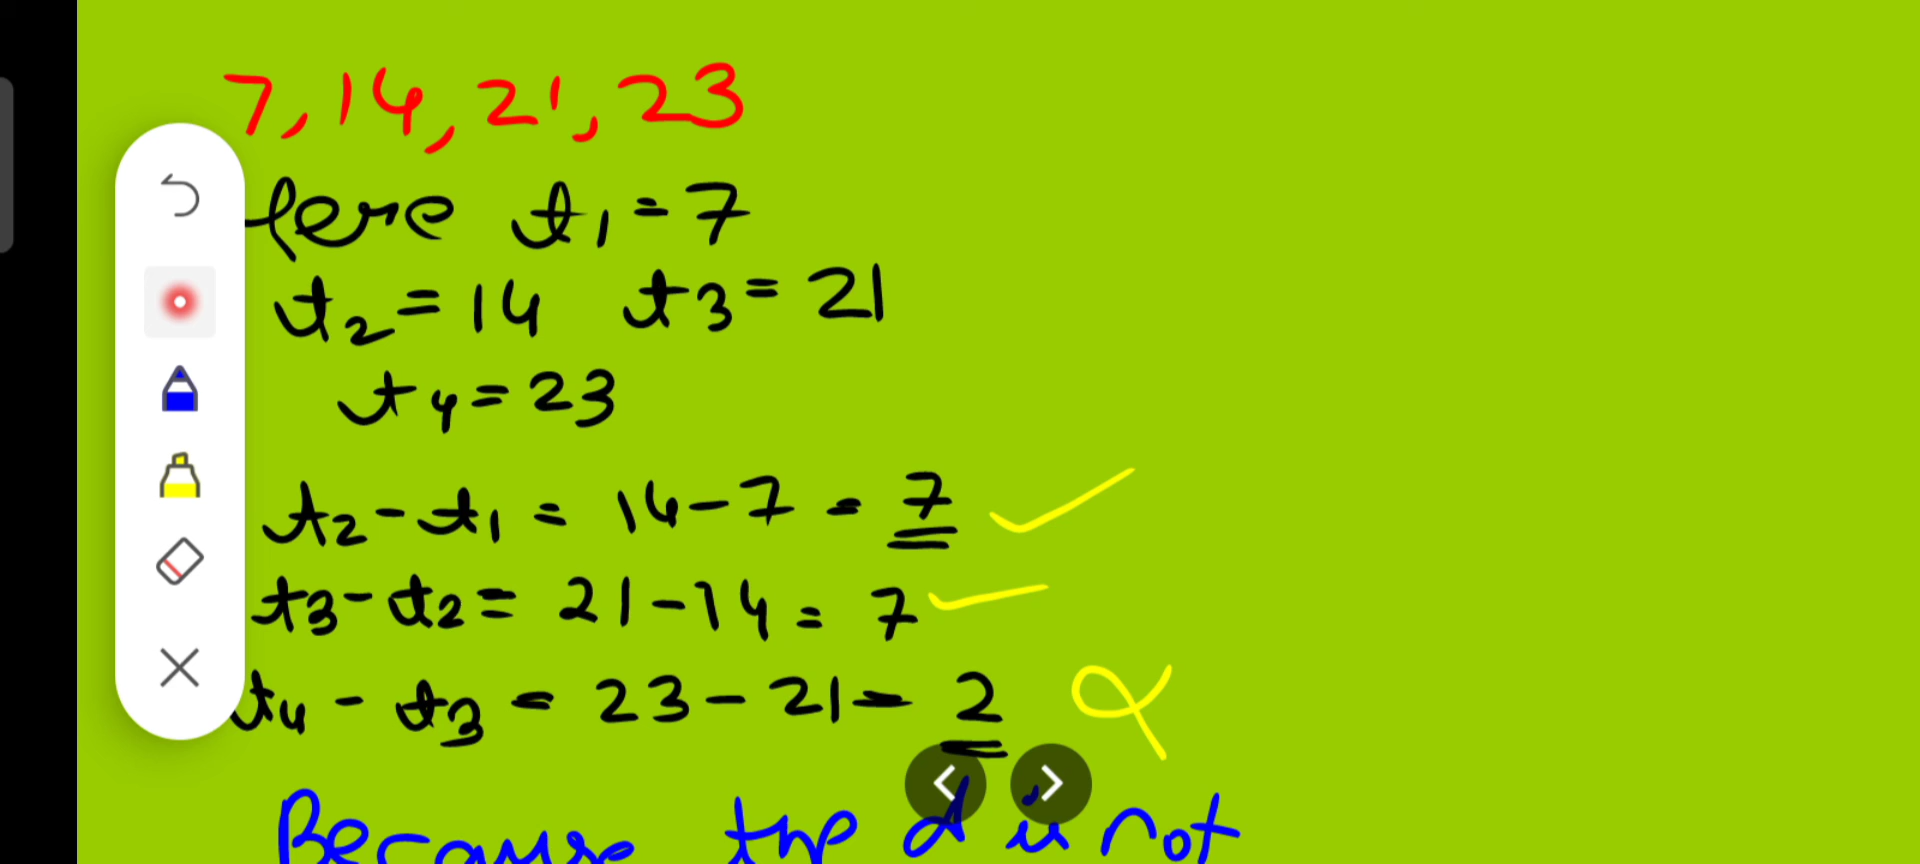 7, 14, 21, 23
Here t1 = 7
t2 = 14 t3 = 21
t4 = 23
t2 - t1 = 14 - 7 = 7
t3 - t2 = 21 - 14 = 7
t4 - t3 = 23 - 21 = 2
Because the d is not